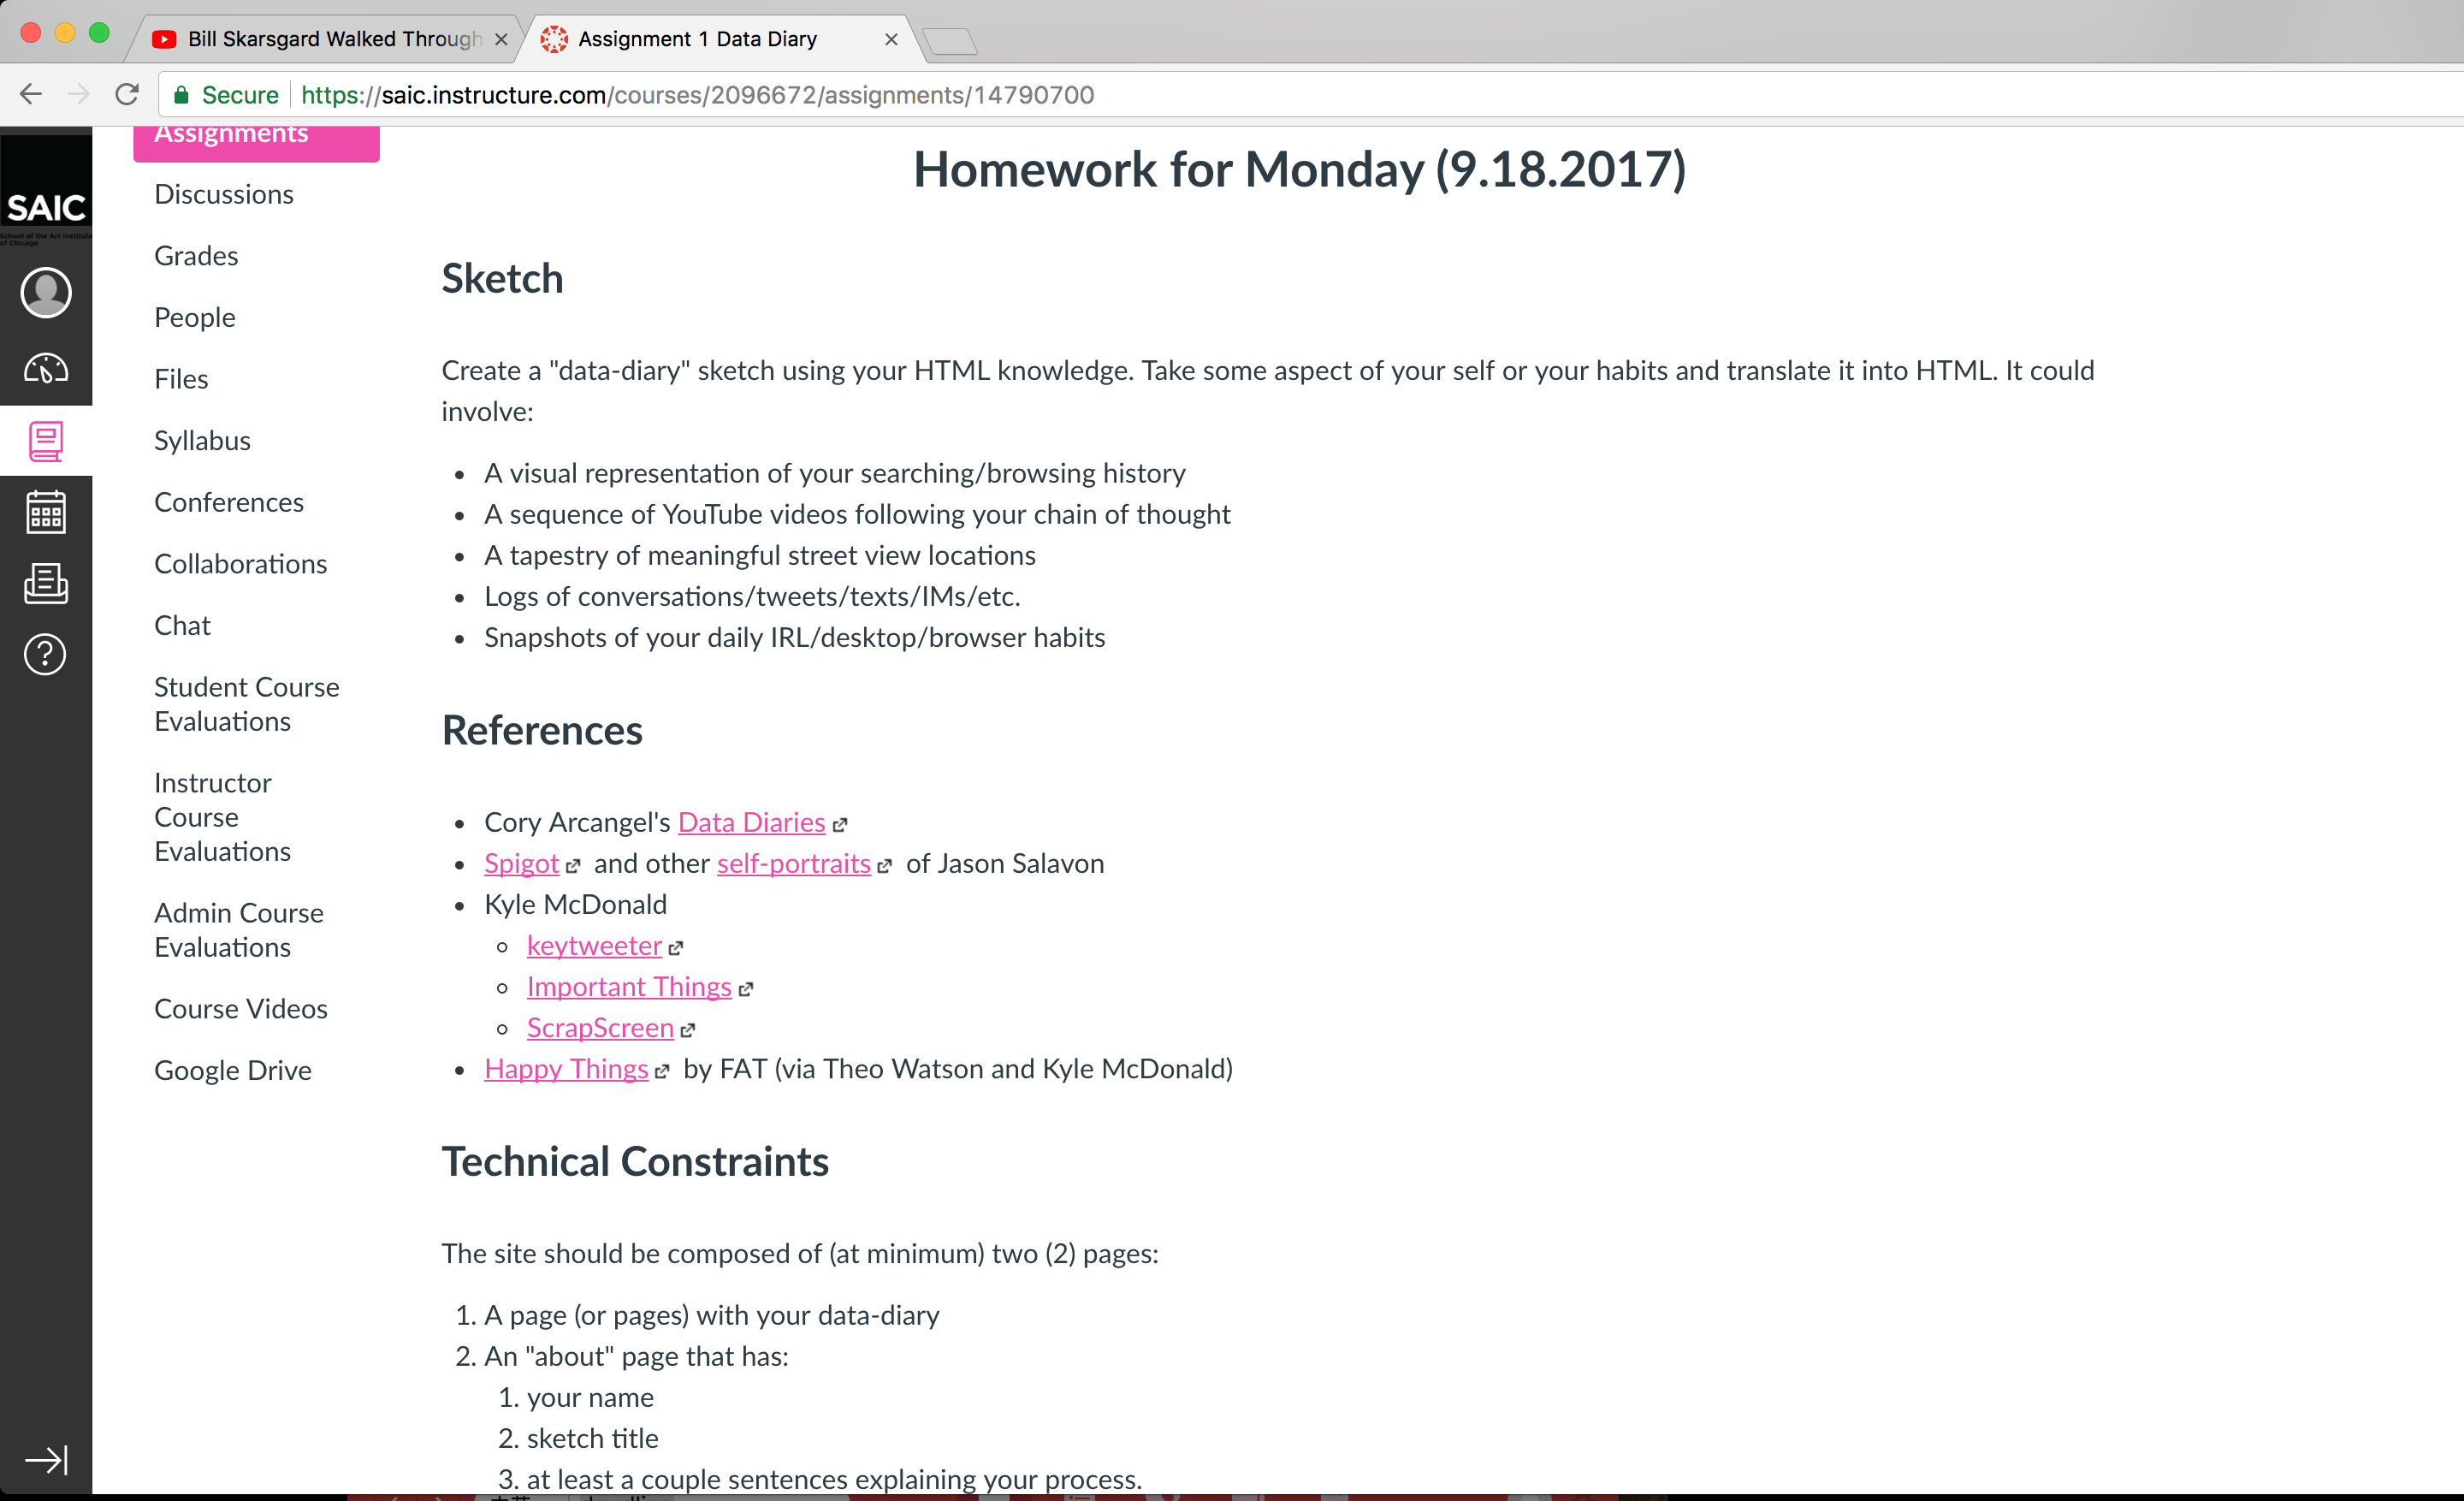 Bill Skarsgard Walked Through
Assignment 1 Data Diary
Secure https://saic.instructure.com/courses/2096672/assignments/14790700
SAIC
School of the Art Institute
of Chicago
Assignments
Discussions
Grades
People
Files
Syllabus
Conferences
Collaborations
Chat
Student Course
Evaluations
Instructor
Course
Evaluations
Admin Course
Evaluations
Course Videos
Google Drive
Homework for Monday (9.18.2017)
Sketch
Create a "data-diary" sketch using your HTML knowledge. Take some aspect of your self or your habits and translate it into HTML. It could
involve:
• A visual representation of your searching/browsing history
• A sequence of YouTube videos following your chain of thought
• A tapestry of meaningful street view locations
• Logs of conversations/tweets/texts/IMs/etc.
• Snapshots of your daily IRL/desktop/browser habits
References
• Cory Arcangel's Data Diaries
• Spigot and other self-portraits of Jason Salavon
• Kyle McDonald
◦ keytweeter
◦ Important Things
◦ ScrapScreen
• Happy Things by FAT (via Theo Watson and Kyle McDonald)
Technical Constraints
The site should be composed of (at minimum) two (2) pages:
1. A page (or pages) with your data-diary
2. An "about" page that has:
1. your name
2. sketch title
3. at least a couple sentences explaining your process.